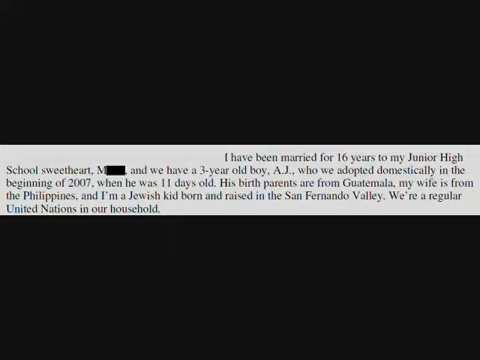 I have been married for 16 years to my Junior High
School sweetheart, M, and we have a 3-year old boy, A.J., who we adopted domestically in the
beginning of 2007, when he was 11 days old. His birth parents are from Guatemala, my wife is from
the Philippines, and I'm a Jewish kid born and raised in the San Fernando Valley. We're a regular
United Nations in our household.